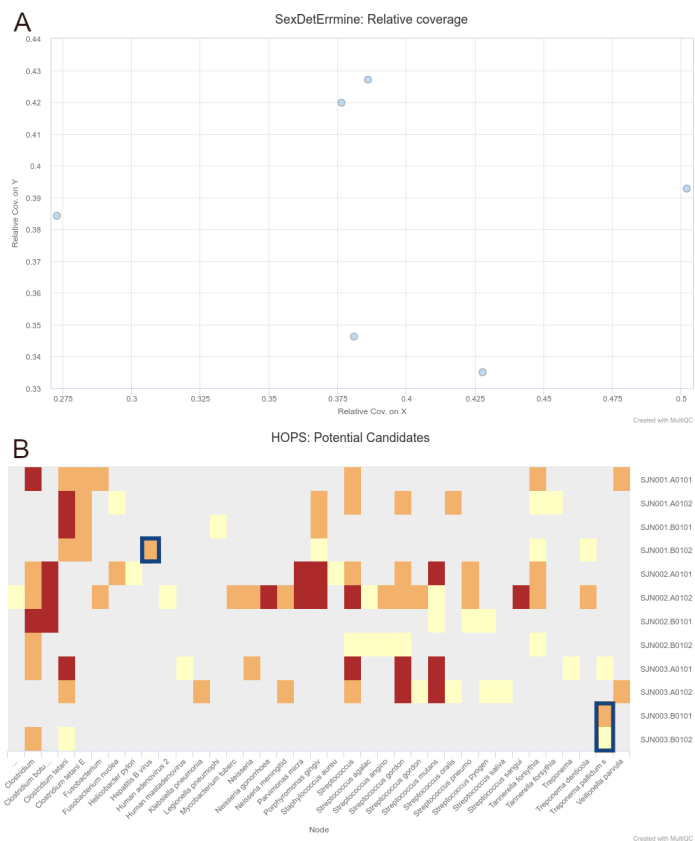 A
SexDetErrmine: Relative coverage
0.44
0.43
0.42
0.41
0.4
0.39
0.38
0.37
0.36
0.35
0.34
0.33
Relative Cov. on Y
0.275
0.3
0.325
0.35
0.375
0.4
0.425
0.45
0.475
0.5
Relative Cov. on X
Created with MultiQC
B
HOPS: Potential Candidates
SJN001.A0101
SJN001.A0102
SJN001.B0101
SJN001.B0102
SJN002.A0101
SJN002.A0102
SJN002.B0101
SJN002.B0102
SJN003.A0101
SJN003.A0102
SJN003.B0101
SJN003.B0102
...
Clostridium
Clostridium botu...
Clostridium tetani
Clostridium tetani E
Fusobacterium
Fusobacterium nuclea
Helicobacter pylori
Hepatitis B virus
Human adenovirus 2
Human mastadenovirus
Klebsiella pneumonia
Legionella pneumophi
Mycobacterium tuberc
Neisseria
Neisseria gonorrhoea
Neisseria meningitid
Parvimonas micra
Porphyromonas gingiv
Staphylococcus aureu
Streptococcus
Streptococcus agalac
Streptococcus angino
Streptococcus gordon
Streptococcus gordon
Streptococcus mutans
Streptococcus pneumo
Streptococcus pyogen
Streptococcus saliva
Streptococcus oralis
Streptococcus sangui
Tannerella forsythia
Tannerella forsythia
Treponema
Treponema denticola
Treponema pallidum s
Veillonella parvula
Node
Created with MultiQC